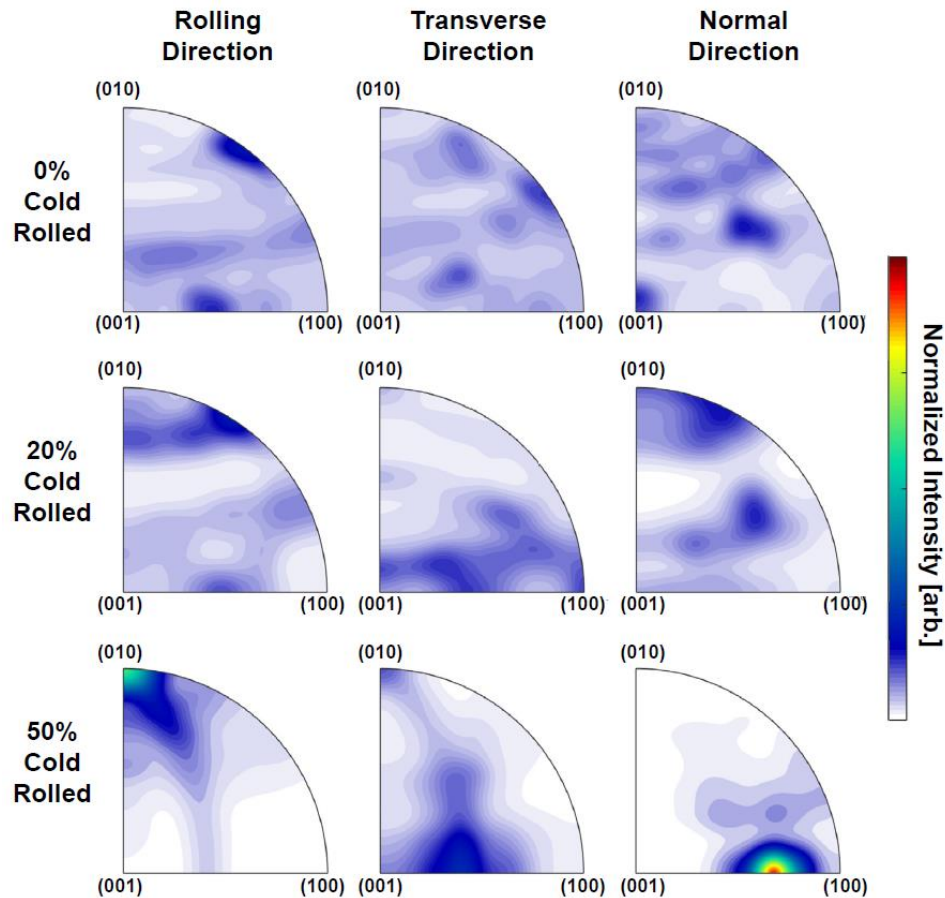 Rolling
Direction
Transverse
Direction
Normal
Direction
0%
Cold
Rolled
(010)
(001)
(100)
(010)
(001)
(100)
(010)
(001)
(100)
20%
Cold
Rolled
(010)
(001)
(100)
(010)
(001)
(100)
(010)
(001)
(100)
50%
Cold
Rolled
(010)
(001)
(100)
(010)
(001)
(100)
(010)
(001)
(100)
Normalized Intensity [arb.]